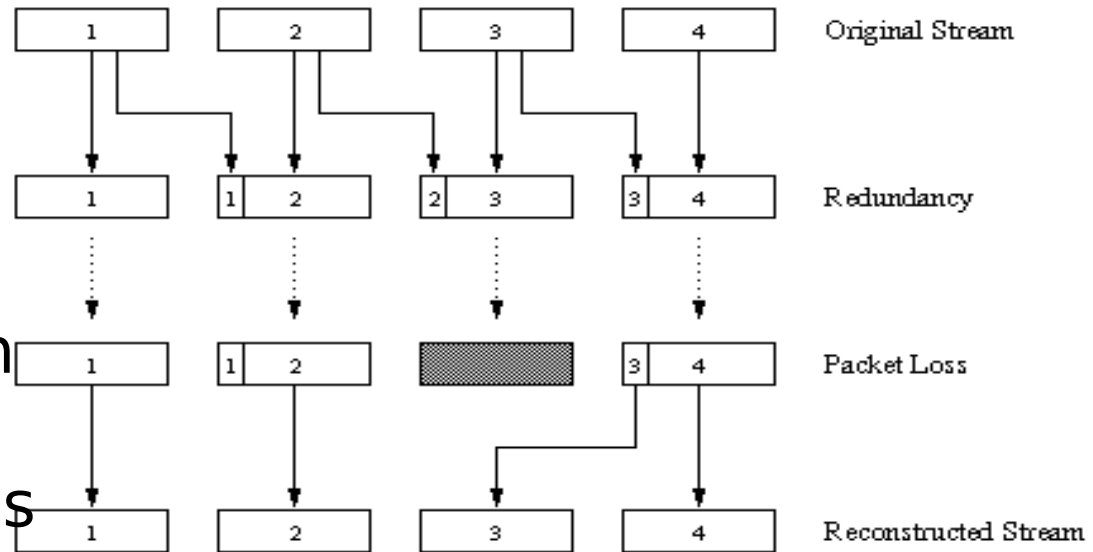 1 2 3 4 Original Stream
1 1 2 2 3 3 4 Redundancy
n 1 1 2 3 4 Packet Loss
s 1 2 3 4 Reconstructed Stream